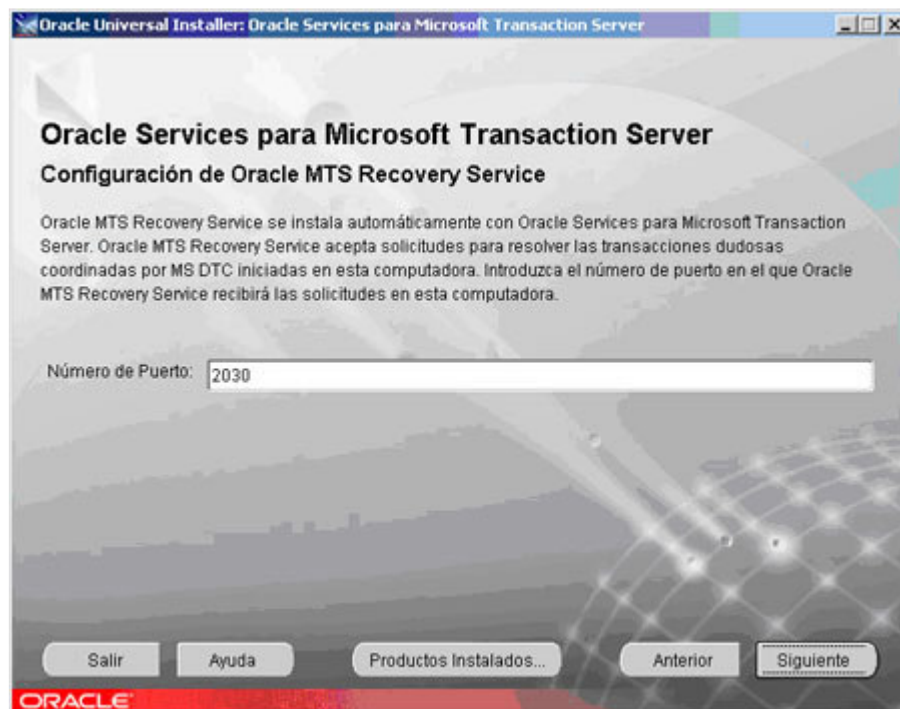 Oracle Universal Installer: Oracle Services para Microsoft Transaction Server
Oracle Services para Microsoft Transaction Server
Configuración de Oracle MTS Recovery Service
Oracle MTS Recovery Service se instala automáticamente con Oracle Services para Microsoft Transaction
Server. Oracle MTS Recovery Service acepta solicitudes para resolver las transacciones dudosas
coordinadas por MS DTC iniciadas en esta computadora. Introduzca el número de puerto en el que Oracle
MTS Recovery Service recibirá las solicitudes en esta computadora.
Número de Puerto: 2030
Salir Ayuda Productos Instalados... Anterior Siguiente
ORACLE